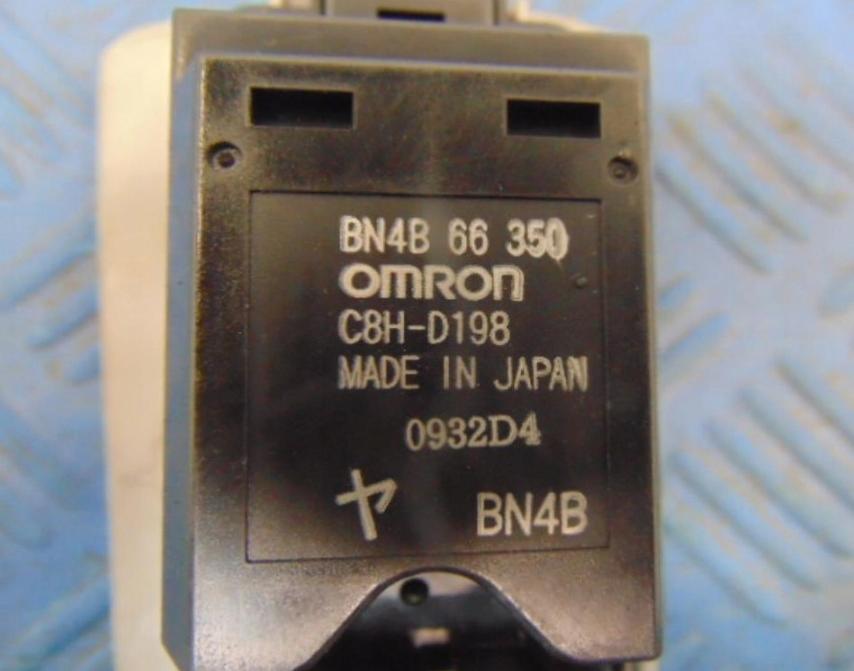 BN4B 66 350
OMRON
C8H-D198
MADE IN JAPAN
0932D4
ヤ BN4B